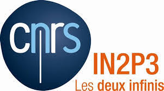 cnrs
IN2P3
Les deux infinis